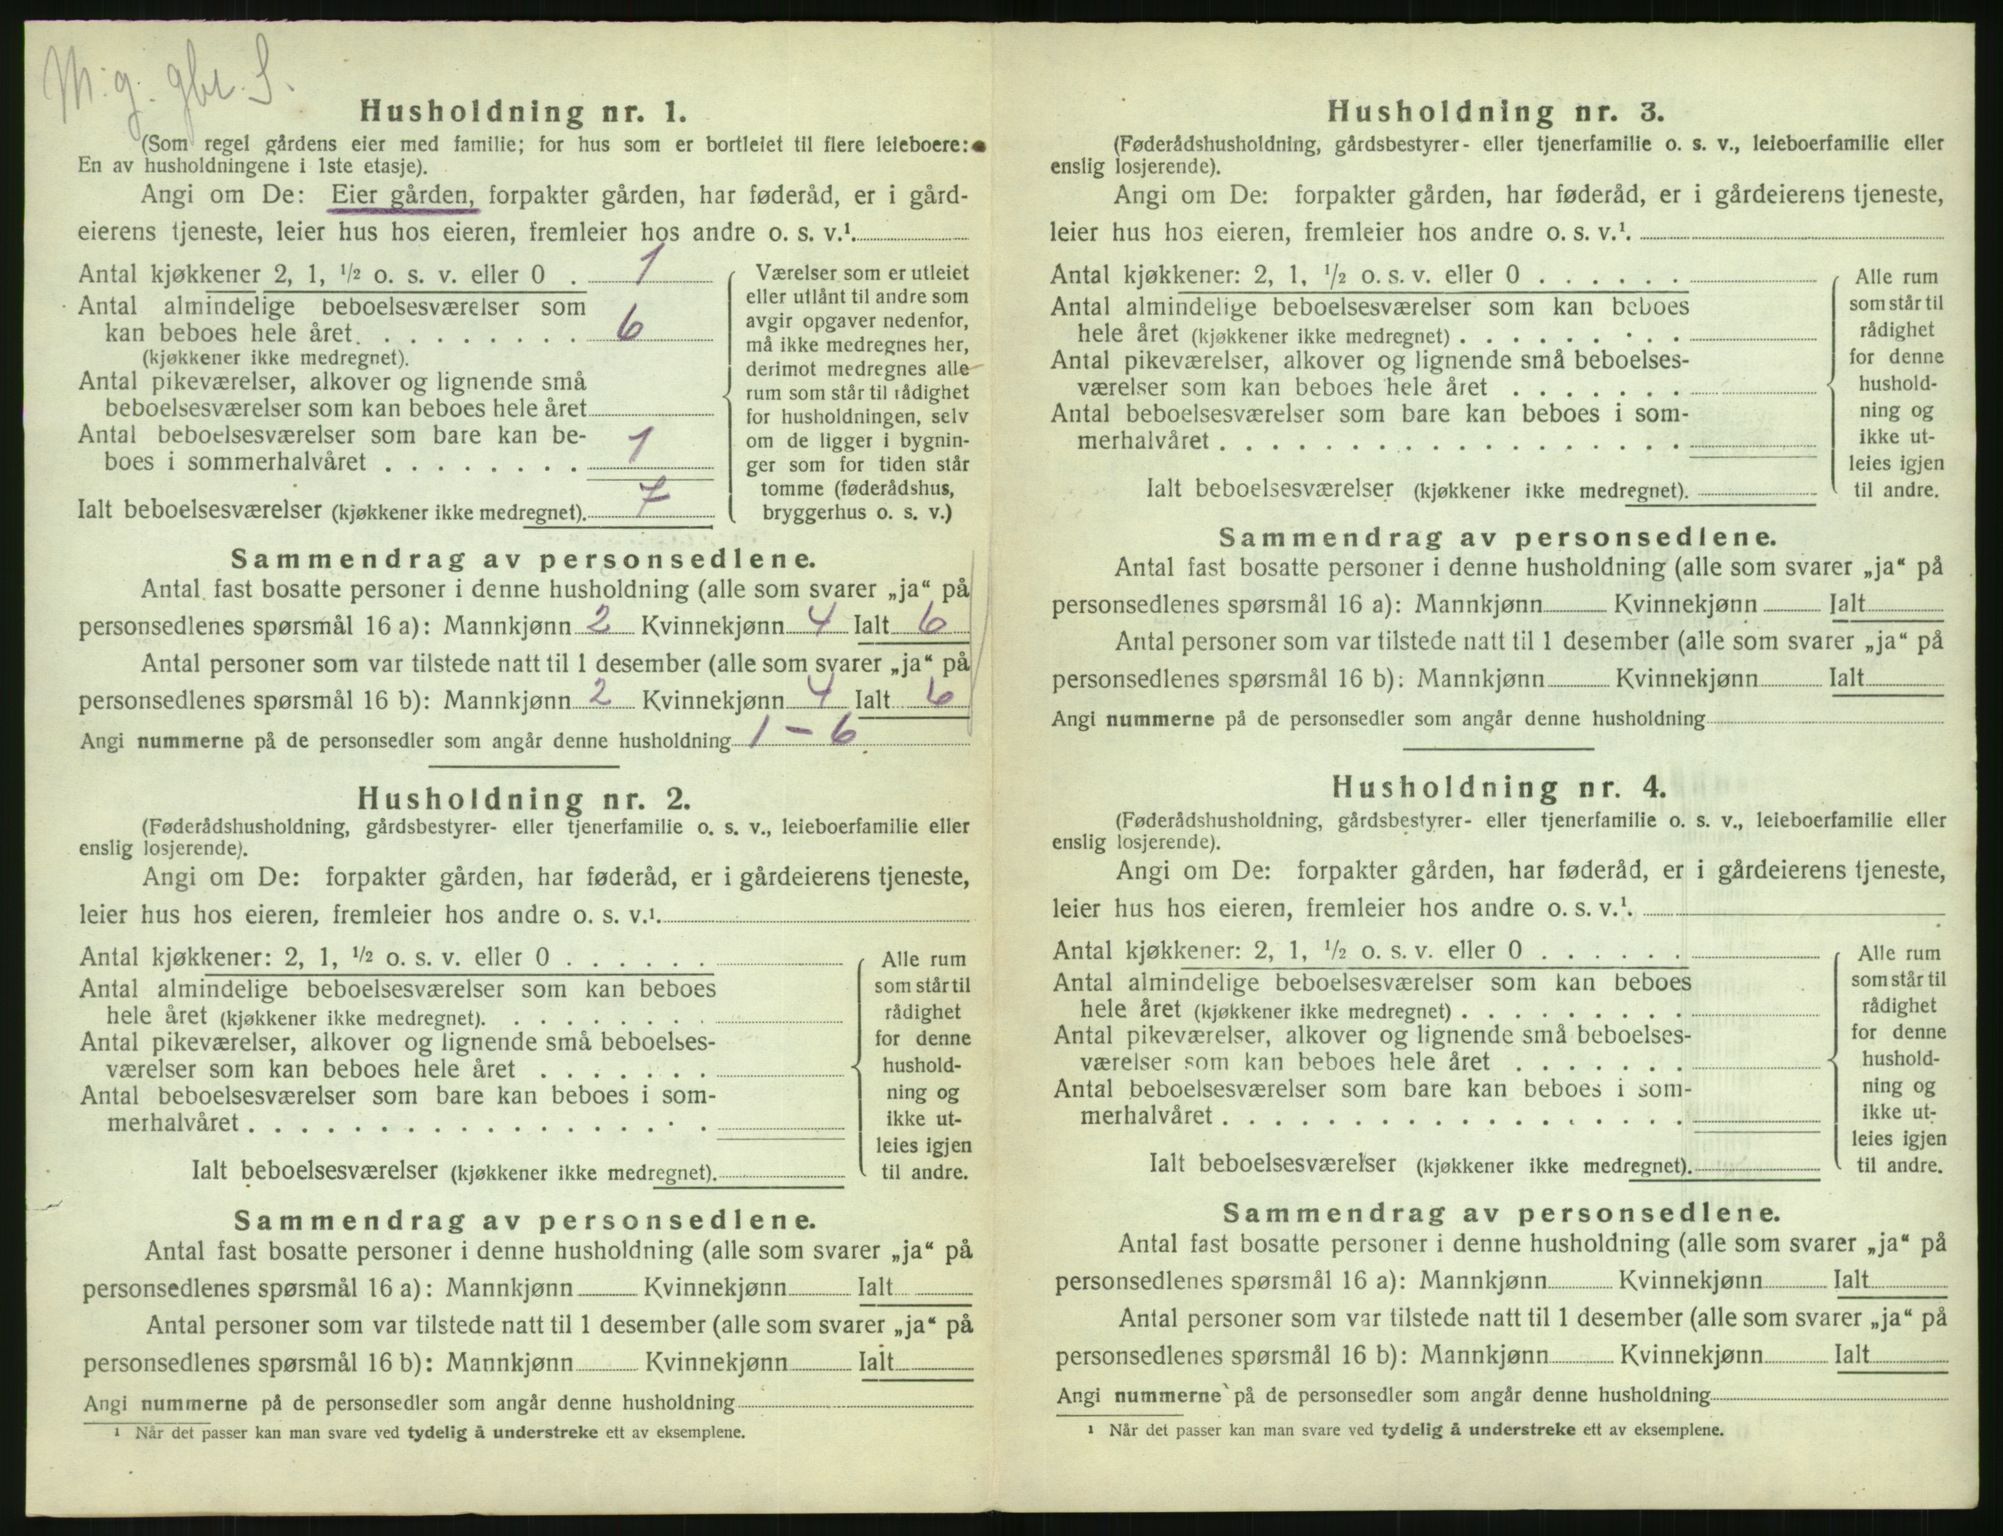 M. g. gbr. S.
Husholdning nr. 1.
(Som regel gårdens eier med familie; for hus som er bortleiet til flere leieboere:
En av husholdningene i 1ste etasje).
Angi om De: Eier gården, forpakter gården, har føderåd, er i gård-
eierens tjeneste, leier hus hos eieren, fremleier hos andre o. s. v.¹.
Antal kjøkkener 2, 1, ½ o. s. v. eller 0 . 1
Antal almindelige beboelsesværelser som
kan beboes hele året . . . . . . . . . 6
(kjøkkener ikke medregnet).
Antal pikeværelser, alkover og lignende små
beboelsesværelser som kan beboes hele året
Antal beboelsesværelser som bare kan be-
boes i sommerhalvåret . . . . . . . . 1
Ialt beboelsesværelser (kjøkkener ikke medregnet). 7
Værelser som er utleiet
eller utlånt til andre som
avgir opgaver nedenfor,
må ikke medregnes her,
derimot medregnes alle
rum som står til rådighet
for husholdningen, selv
om de ligger i bygnin-
ger som for tiden står
tomme (føderådshus,
bryggerhus o. s. v.)
Sammendrag av personsedlene.
Antal fast bosatte personer i denne husholdning (alle som svarer „ja“ på
personsedlenes spørsmål 16 a): Mannkjønn 2 Kvinnekjønn 4 Ialt 6
Antal personer som var tilstede natt til 1 desember (alle som svarer „ja“ på
personsedlenes spørsmål 16 b): Mannkjønn 2 Kvinnekjønn 4 Ialt 6
Angi nummerne på de personsedler som angår denne husholdning 1 – 6
Husholdning nr. 2.
(Føderådshusholdning, gårdsbestyrer- eller tjenerfamilie o. s. v., leieboerfamilie eller
enslig losjerende).
Angi om De: forpakter gården, har føderåd, er i gårdeierens tjeneste,
leier hus hos eieren, fremleier hos andre o. s. v.¹.
Antal kjøkkener: 2, 1, ½ o. s. v. eller 0 . . . . . .
Antal almindelige beboelsesværelser som kan beboes
hele året (kjøkkener ikke medregnet). . . . . . . . .
Antal pikeværelser, alkover og lignende små beboelses-
værelser som kan beboes hele året . . . . . . .
Antal beboelsesværelser som bare kan beboes i som-
merhalvåret . . . . . . . . . . . . . . . . . .
Ialt beboelsesværelser (kjøkkener ikke medregnet).
Alle rum
som står til
rådighet
for denne
hushold-
ning og
ikke ut-
leies igjen
til andre.
Sammendrag av personsedlene.
Antal fast bosatte personer i denne husholdning (alle som svarer „ja“ på
personsedlenes spørsmål 16 a): Mannkjønn Kvinnekjønn Ialt
Antal personer som var tilstede natt til 1 desember (alle som svarer „ja“ på
personsedlenes spørsmål 16 b): Mannkjønn Kvinnekjønn Ialt
Angi nummerne på de personsedler som angår denne husholdning
¹ Når det passer kan man svare ved tydelig å understreke ett av eksemplene.
Husholdning nr. 3.
(Føderådshusholdning, gårdsbestyrer- eller tjenerfamilie o. s. v., leieboerfamilie eller
enslig losjerende).
Angi om De: forpakter gården, har føderåd, er i gårdeierens tjeneste,
leier hus hos eieren, fremleier hos andre o. s. v.¹.
Antal kjøkkener: 2, 1, ½ o. s. v. eller 0 . . . . . .
Antal almindelige beboelsesværelser som kan beboes
hele året (kjøkkener ikke medregnet) . . . . . . . . .
Antal pikeværelser, alkover og lignende små beboelses-
værelser som kan beboes hele året . . . . . . .
Antal beboelsesværelser som bare kan beboes i som-
merhalvåret . . . . . . . . . . . . . . . . . .
Ialt beboelsesværelser (kjøkkener ikke medregnet).
Alle rum
som står til
rådighet
for denne
hushold-
ning og
ikke ut-
leies igjen
til andre.
Sammendrag av personsedlene.
Antal fast bosatte personer i denne husholdning (alle som svarer „ja“ på
personsedlenes spørsmål 16 a): Mannkjønn Kvinnekjønn Ialt
Antal personer som var tilstede natt til 1 desember (alle som svarer „ja“ på
personsedlenes spørsmål 16 b): Mannkjønn Kvinnekjønn Ialt
Angi nummerne på de personsedler som angår denne husholdning
Husholdning nr. 4.
(Føderådshusholdning, gårdsbestyrer- eller tjenerfamilie o. s. v., leieboerfamilie eller
enslig losjerende).
Angi om De: forpakter gården, har føderåd, er i gårdeierens tjeneste,
leier hus hos eieren, fremleier hos andre o. s. v.¹.
Antal kjøkkener: 2, 1, ½ o. s. v. eller 0 . . . . . .
Antal almindelige beboelsesværelser som kan beboes
hele året (kjøkkener ikke medregnet) . . . . . . . . .
Antal pikeværelser, alkover og lignende små beboelses-
værelser som kan beboes hele året . . . . . . .
Antal beboelsesværelser som bare kan beboes i som-
merhalvåret . . . . . . . . . . . . . . . . . .
Ialt beboelsesværelser (kjøkkener ikke medregnet).
Alle rum
som står til
rådighet
for denne
hushold-
ning og
ikke ut-
leies igjen
til andre.
Sammendrag av personsedlene.
Antal fast bosatte personer i denne husholdning (alle som svarer „ja“ på
personsedlenes spørsmål 16 a): Mannkjønn Kvinnekjønn Ialt
Antal personer som var tilstede natt til 1 desember (alle som svarer „ja“ på
personsedlenes spørsmål 16 b): Mannkjønn Kvinnekjønn Ialt
Angi nummerne på de personsedler som angår denne husholdning
¹ Når det passer kan man svare ved tydelig å understreke ett av eksemplene.